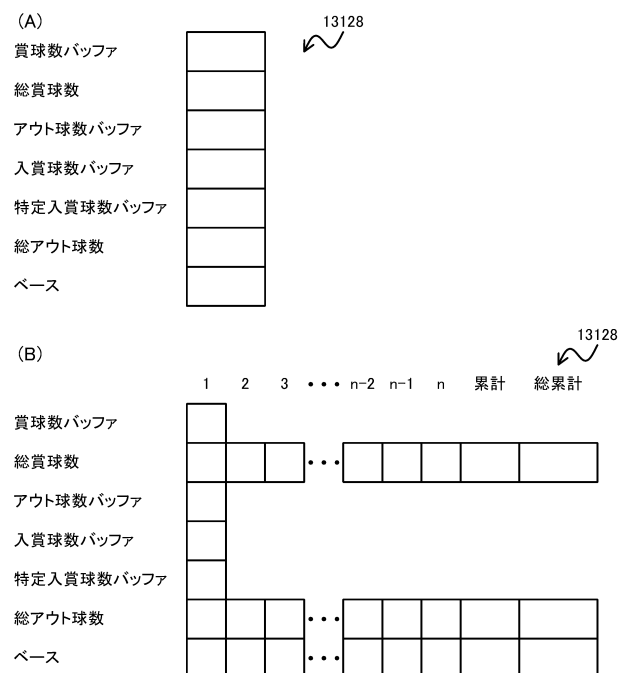 (A)
13128
賞球数バッファ
総賞球数
アウト球数バッファ
入賞球数バッファ
特定入賞球数バッファ
総アウト球数
ベース
(B)
13128
1 2 3 ・・・ n-2 n-1 n 累計 総累計
賞球数バッファ
総賞球数 ・・・
アウト球数バッファ
入賞球数バッファ
特定入賞球数バッファ
総アウト球数 ・・・
ベース ・・・